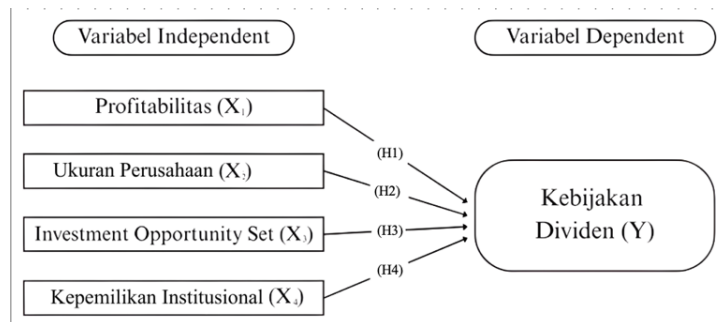 Variabel Independent
Variabel Dependent
Profitabilitas (X₁)
(H1)
Ukuran Perusahaan (X₂)
(H2)
Kebijakan
Dividen (Y)
Investment Opportunity Set (X₃)
(H3)
(H4)
Kepemilikan Institusional (X₄)